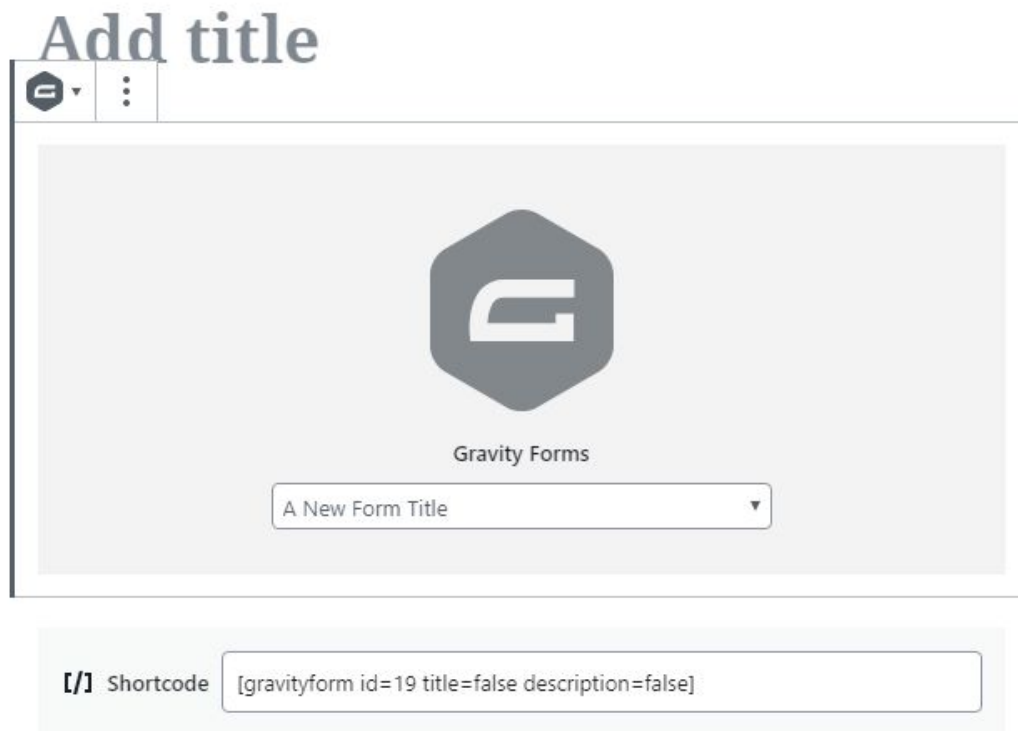 Add title
Gravity Forms
A New Form Title
[/] Shortcode [gravityform id=19 title=false description=false]